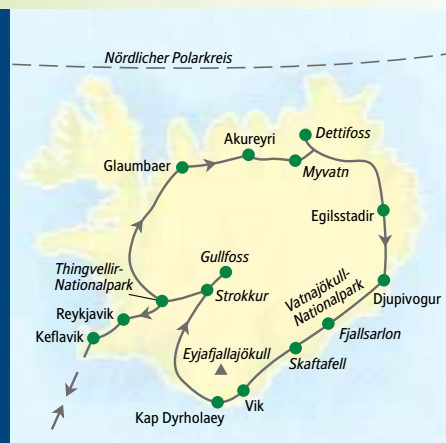 Nördlicher Polarkreis
Dettifoss
Akureyri
Glaumbaer
Myvatn
Egilsstadir
Gullfoss
Thingvellir-
Nationalpark
Strokkur
Vatnajökull-
Nationalpark
Djupivogur
Reykjavik
Fjallsarlon
Keflavik
Eyjafjallajökull
Skaftafell
Vik
Kap Dyrholaey